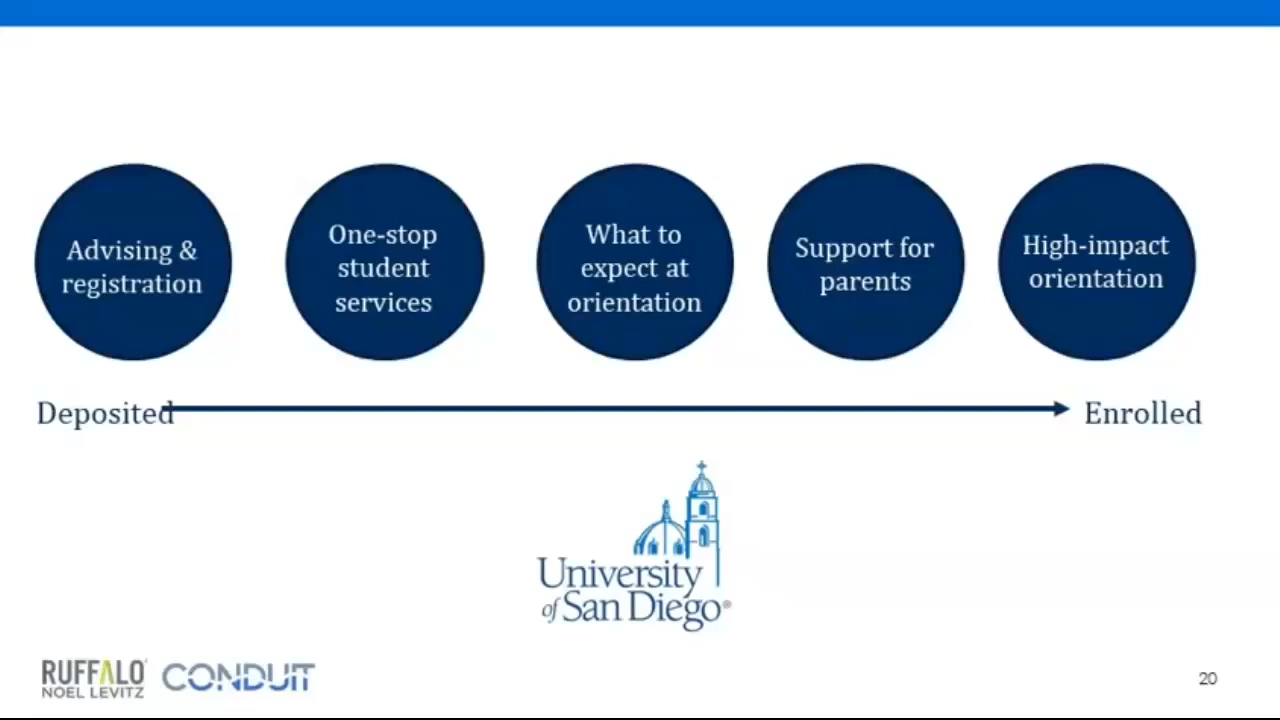 Advising &
registration
One-stop
student
services
What to
expect at
orientation
Support for
parents
High-impact
orientation
Deposited
Enrolled
University
of San Diego®
RUFFALO
NOEL LEVITZ
CONDUIT
20